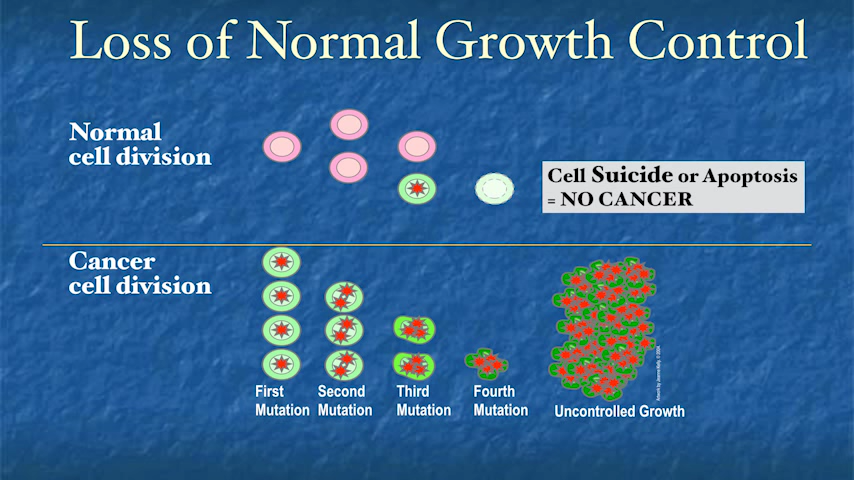 Loss of Normal Growth Control
Normal
cell division
Cell Suicide or Apoptosis
= NO CANCER
Cancer
cell division
First
Mutation
Second
Mutation
Third
Mutation
Fourth
Mutation
Uncontrolled Growth